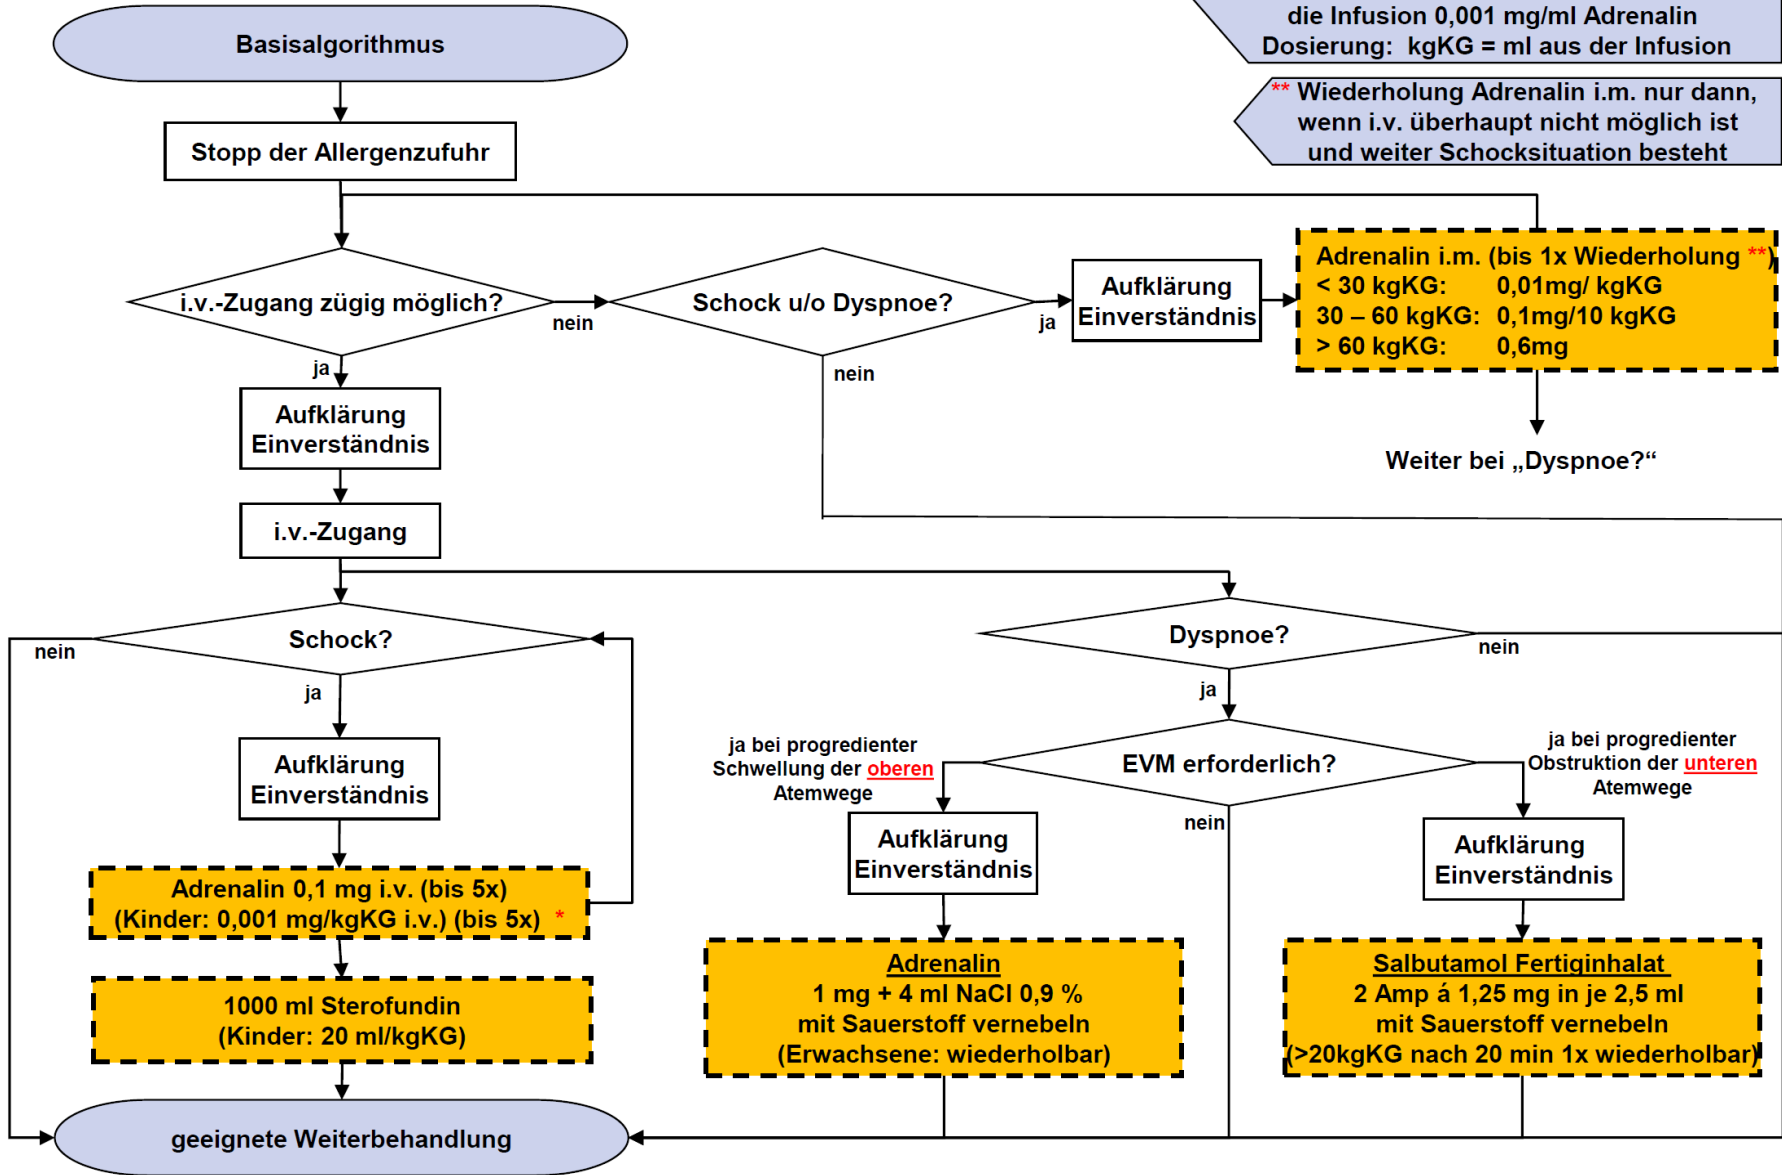 die Infusion 0,001 mg/ml Adrenalin
Dosierung: kgKG = ml aus der Infusion
** Wiederholung Adrenalin i.m. nur dann,
wenn i.v. überhaupt nicht möglich ist
und weiter Schocksituation besteht
Basisalgorithmus
Stopp der Allergenzufuhr
i.v.-Zugang zügig möglich?
nein
ja
Schock u/o Dyspnoe?
ja
nein
Aufklärung
Einverständnis
Adrenalin i.m. (bis 1x Wiederholung **)
< 30 kgKG: 0,01mg/ kgKG
30 – 60 kgKG: 0,1mg/10 kgKG
> 60 kgKG: 0,6mg
Weiter bei „Dyspnoe?“
Aufklärung
Einverständnis
i.v.-Zugang
Schock?
nein
ja
Aufklärung
Einverständnis
Adrenalin 0,1 mg i.v. (bis 5x)
(Kinder: 0,001 mg/kgKG i.v.) (bis 5x) *
1000 ml Sterofundin
(Kinder: 20 ml/kgKG)
Dyspnoe?
nein
ja
EVM erforderlich?
nein
ja bei progredienter
Schwellung der oberen
Atemwege
Aufklärung
Einverständnis
Adrenalin
1 mg + 4 ml NaCl 0,9 %
mit Sauerstoff vernebeln
(Erwachsene: wiederholbar)
ja bei progredienter
Obstruktion der unteren
Atemwege
Aufklärung
Einverständnis
Salbutamol Fertiginhalat
2 Amp á 1,25 mg in je 2,5 ml
mit Sauerstoff vernebeln
(>20kgKG nach 20 min 1x wiederholbar)
geeignete Weiterbehandlung